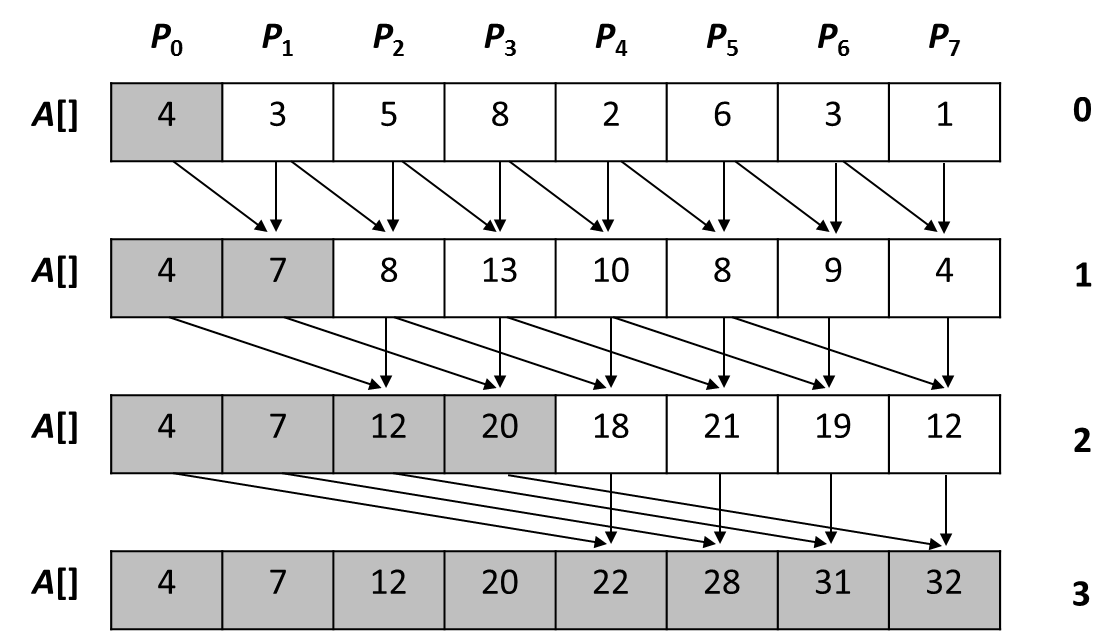 P0 P1 P2 P3 P4 P5 P6 P7
A[] 4 3 5 8 2 6 3 1 0
A[] 4 7 8 13 10 8 9 4 1
A[] 4 7 12 20 18 21 19 12 2
A[] 4 7 12 20 22 28 31 32 3